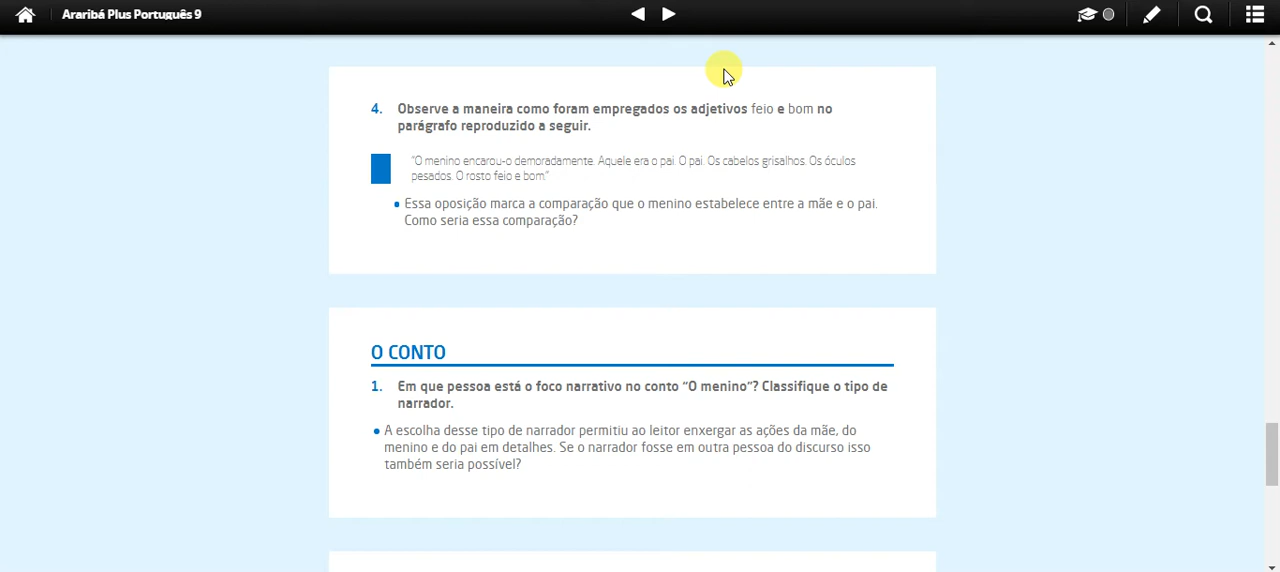 Araribá Plus Português 9
4. Observe a maneira como foram empregados os adjetivos feio e bom no
parágrafo reproduzido a seguir.
"O menino encarou-o demoradamente. Aquele era o pai. O pai. Os cabelos grisalhos. Os óculos
pesados. O rosto feio e bom."
• Essa oposição marca a comparação que o menino estabelece entre a mãe e o pai.
Como seria essa comparação?
O CONTO
1. Em que pessoa está o foco narrativo no conto "O menino"? Classifique o tipo de
narrador.
• A escolha desse tipo de narrador permitiu ao leitor enxergar as ações da mãe, do
menino e do pai em detalhes. Se o narrador fosse em outra pessoa do discurso isso
também seria possível?